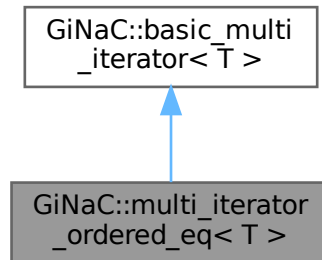 GiNaC::basic_multi
_iterator< T >
GiNaC::multi_iterator
_ordered_eq< T >